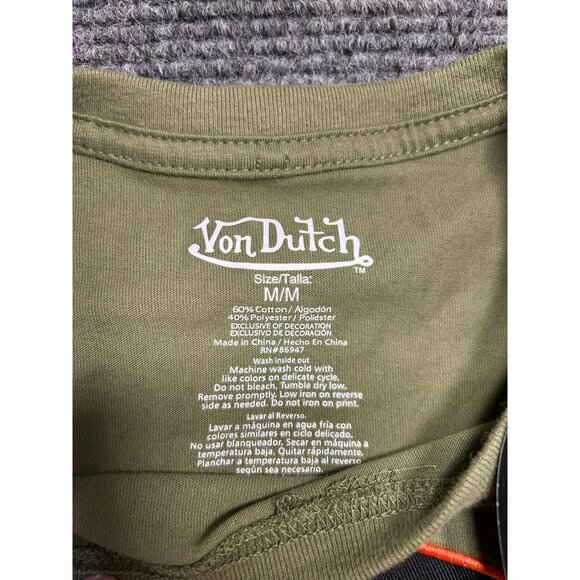 Von Dutch
TM
Size/Talla:
M/M
60% Cotton / Algodón
40% Polyester / Poliéster
EXCLUSIVE OF DECORATION
EXCLUSIVO DE DECORACIÓN
Made in China / Hecho En China
RN#86947
Wash inside out
Machine wash cold with
like colors on delicate cycle.
Do not bleach. Tumble dry low.
Remove promptly. Low iron on reverse
side as needed. Do not iron on print.
Lavar al Reverso.
Lavar a máquina en agua fría con
colores similares en ciclo delicado.
No usar blanqueador. Secar en máquina a
temperatura baja. Quitar rápidamente.
Planchar a temperatura baja al reverso
según sea necesario.